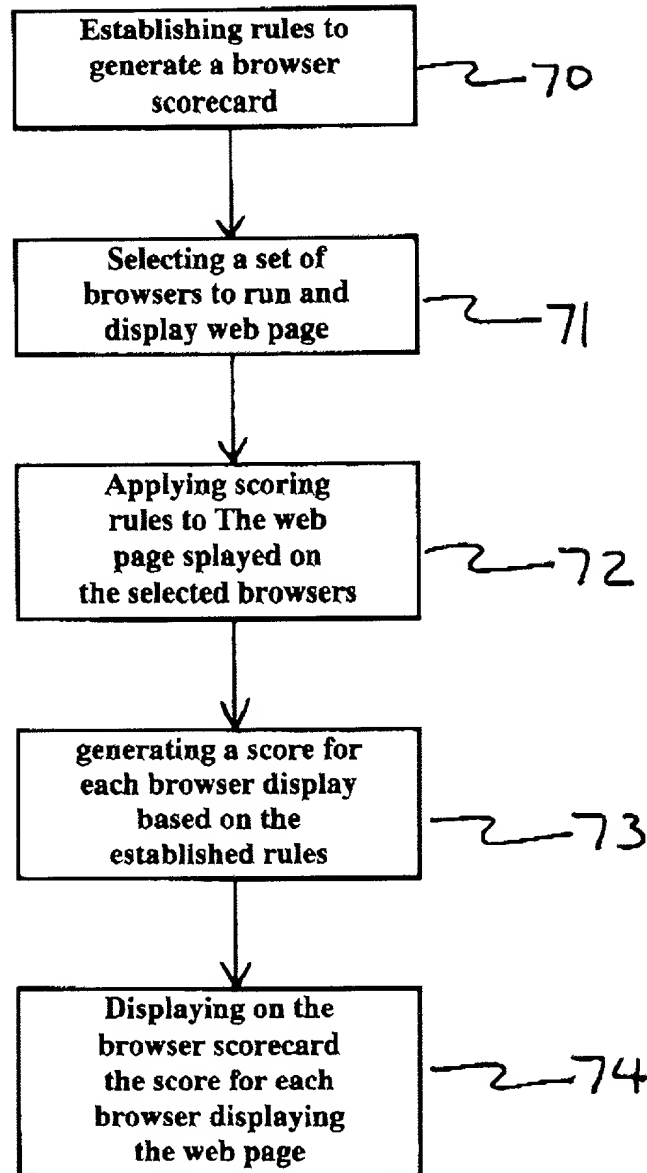 Establishing rules to
generate a browser
scorecard
70
Selecting a set of
browsers to run and
display web page
71
Applying scoring
rules to The web
page splayed on
the selected browsers
72
generating a score for
each browser display
based on the
established rules
73
Displaying on the
browser scorecard
the score for each
browser displaying
the web page
74